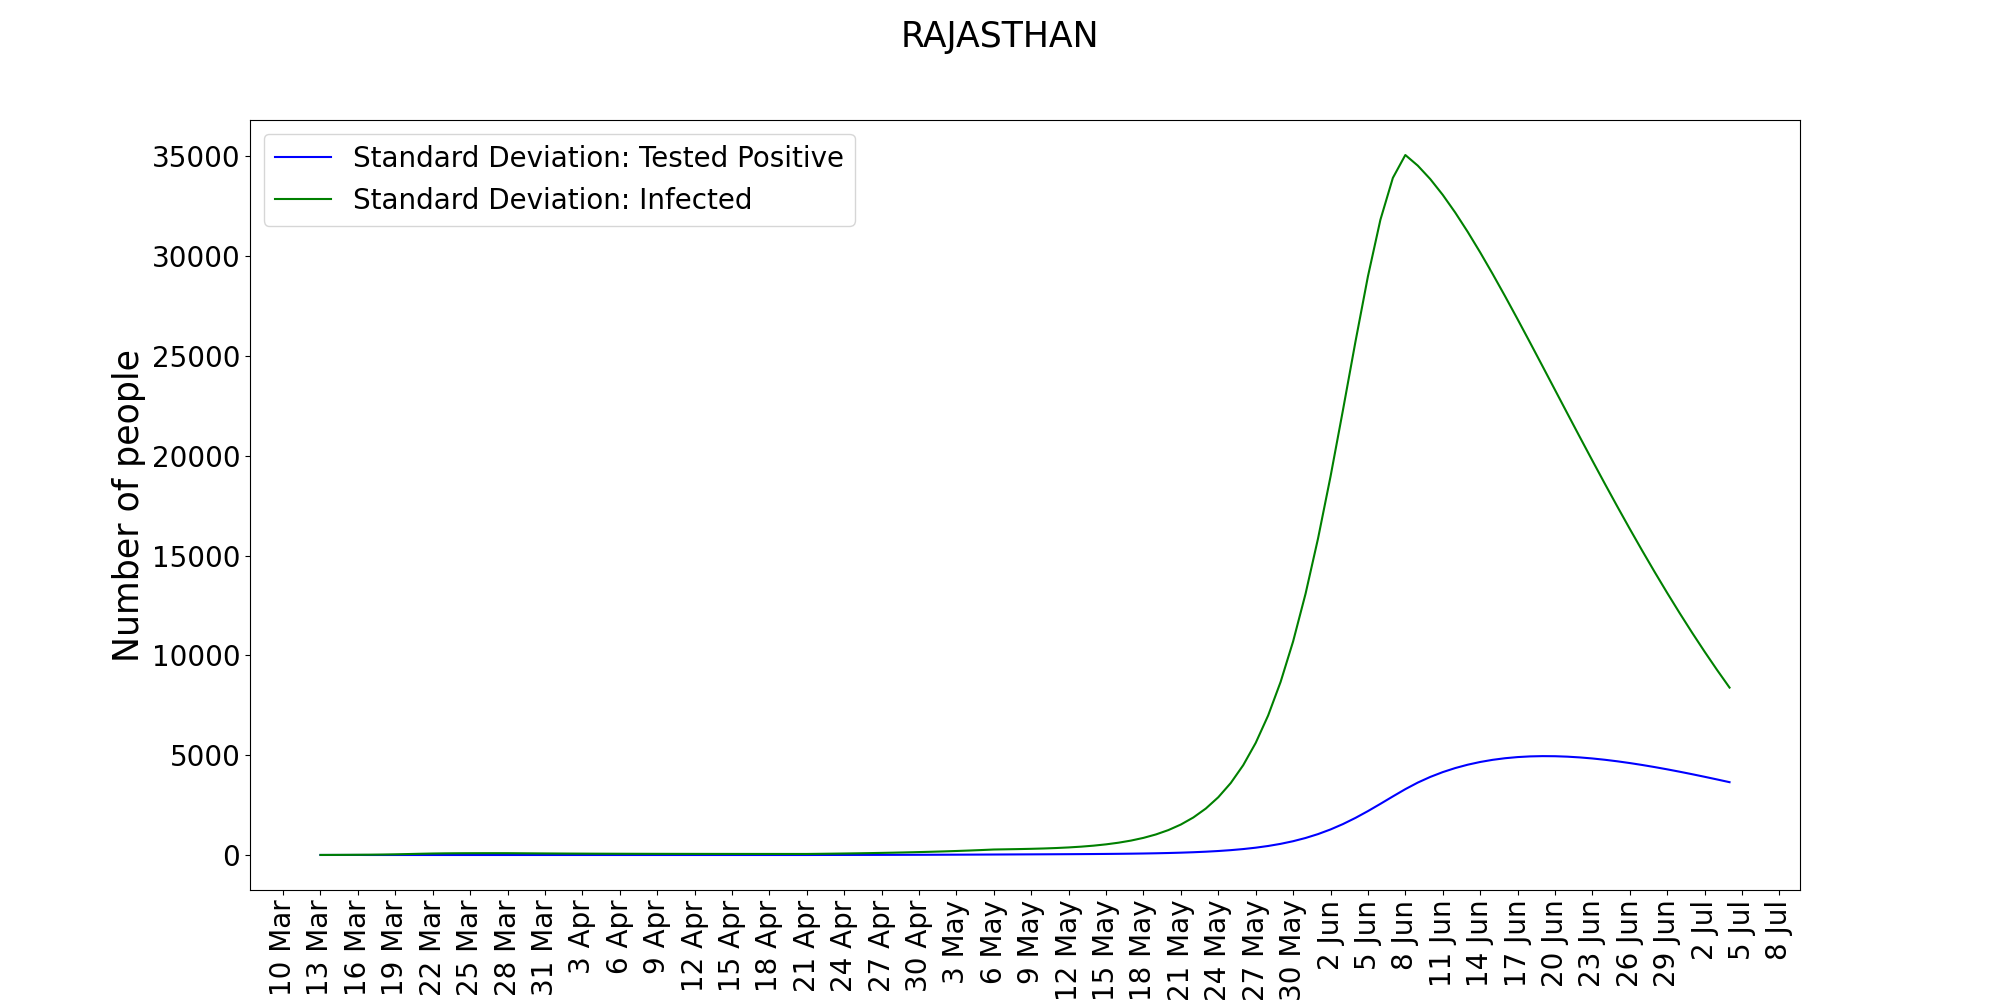 RAJASTHAN
Standard Deviation: Tested Positive
Standard Deviation: Infected
Number of people
35000
30000
25000
20000
15000
10000
5000
0
10 Mar
13 Mar
16 Mar
19 Mar
22 Mar
25 Mar
28 Mar
31 Mar
3 Apr
6 Apr
9 Apr
12 Apr
15 Apr
18 Apr
21 Apr
24 Apr
27 Apr
30 Apr
3 May
6 May
9 May
12 May
15 May
18 May
21 May
24 May
27 May
30 May
2 Jun
5 Jun
8 Jun
11 Jun
14 Jun
17 Jun
20 Jun
23 Jun
26 Jun
29 Jun
2 Jul
5 Jul
8 Jul